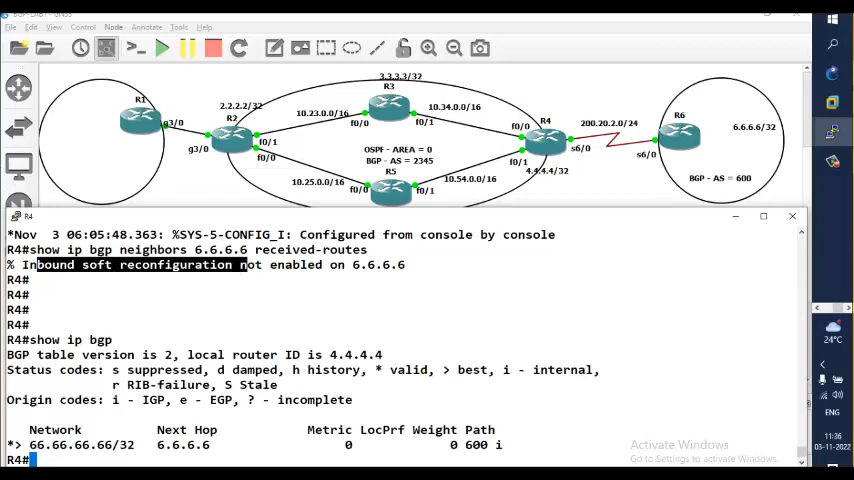 BGP-LAB1 - GNS3
File Edit View Control Node Annotate Tools Help
R1
g3/0
2.2.2.2/32
R2
g3/0
f0/1
f0/0
3.3.3.3/32
R3
10.23.0.0/16
f0/0
f0/1
10.34.0.0/16
OSPF - AREA = 0
BGP - AS = 2345
R5
10.25.0.0/16
f0/0
f0/1
10.54.0.0/16
R4
f0/0
f0/1
4.4.4.4/32
s6/0
200.20.2.0/24
s6/0
R6
6.6.6.6/32
BGP - AS = 600
R4
*Nov  3 06:05:48.363: %SYS-5-CONFIG_I: Configured from console by console
R4#show ip bgp neighbors 6.6.6.6 received-routes
% Inbound soft reconfiguration not enabled on 6.6.6.6
R4#
R4#
R4#
R4#
R4#show ip bgp
BGP table version is 2, local router ID is 4.4.4.4
Status codes: s suppressed, d damped, h history, * valid, > best, i - internal,
r RIB-failure, S Stale
Origin codes: i - IGP, e - EGP, ? - incomplete
Network Next Hop Metric LocPrf Weight Path
*> 66.66.66.66/32 6.6.6.6 0 0 600 i
R4#
Activate Windows
Go to Settings to activate Windows.
24°C
ENG
11:36
03-11-2022